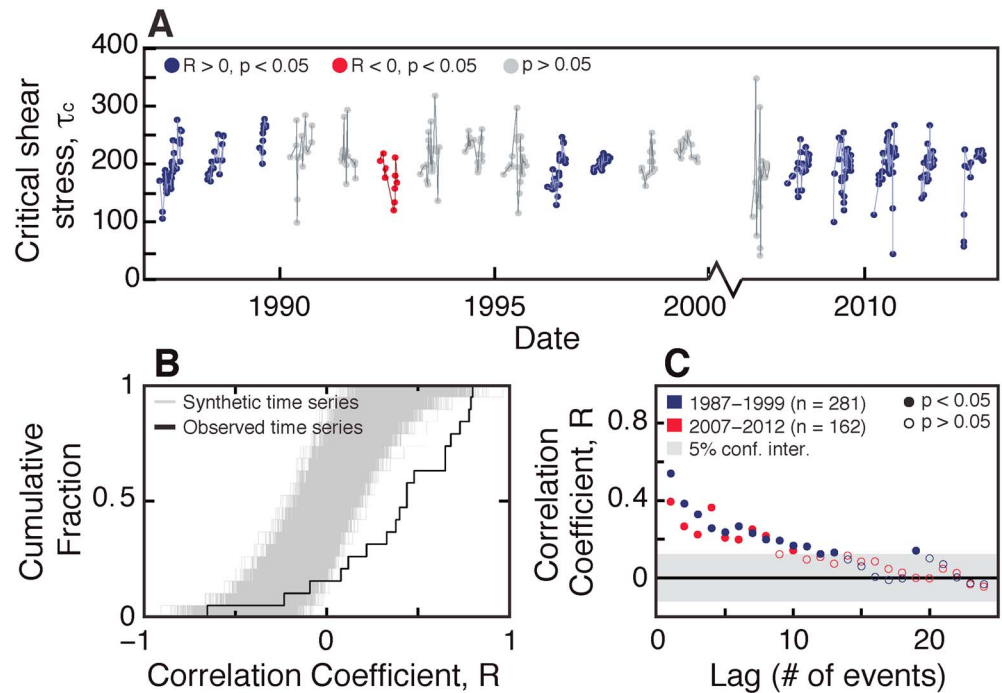 A
400
300
200
100
0
Critical shear
stress, τc
R > 0, p < 0.05
R < 0, p < 0.05
p > 0.05
1990
1995
2000
2010
Date
B
1
0.5
0
Cumulative
Fraction
Synthetic time series
Observed time series
−1
0
1
Correlation Coefficient, R
C
0.8
0.4
0
Correlation
Coefficient, R
1987–1999 (n = 281)
2007–2012 (n = 162)
5% conf. inter.
p < 0.05
p > 0.05
0
10
20
Lag (# of events)